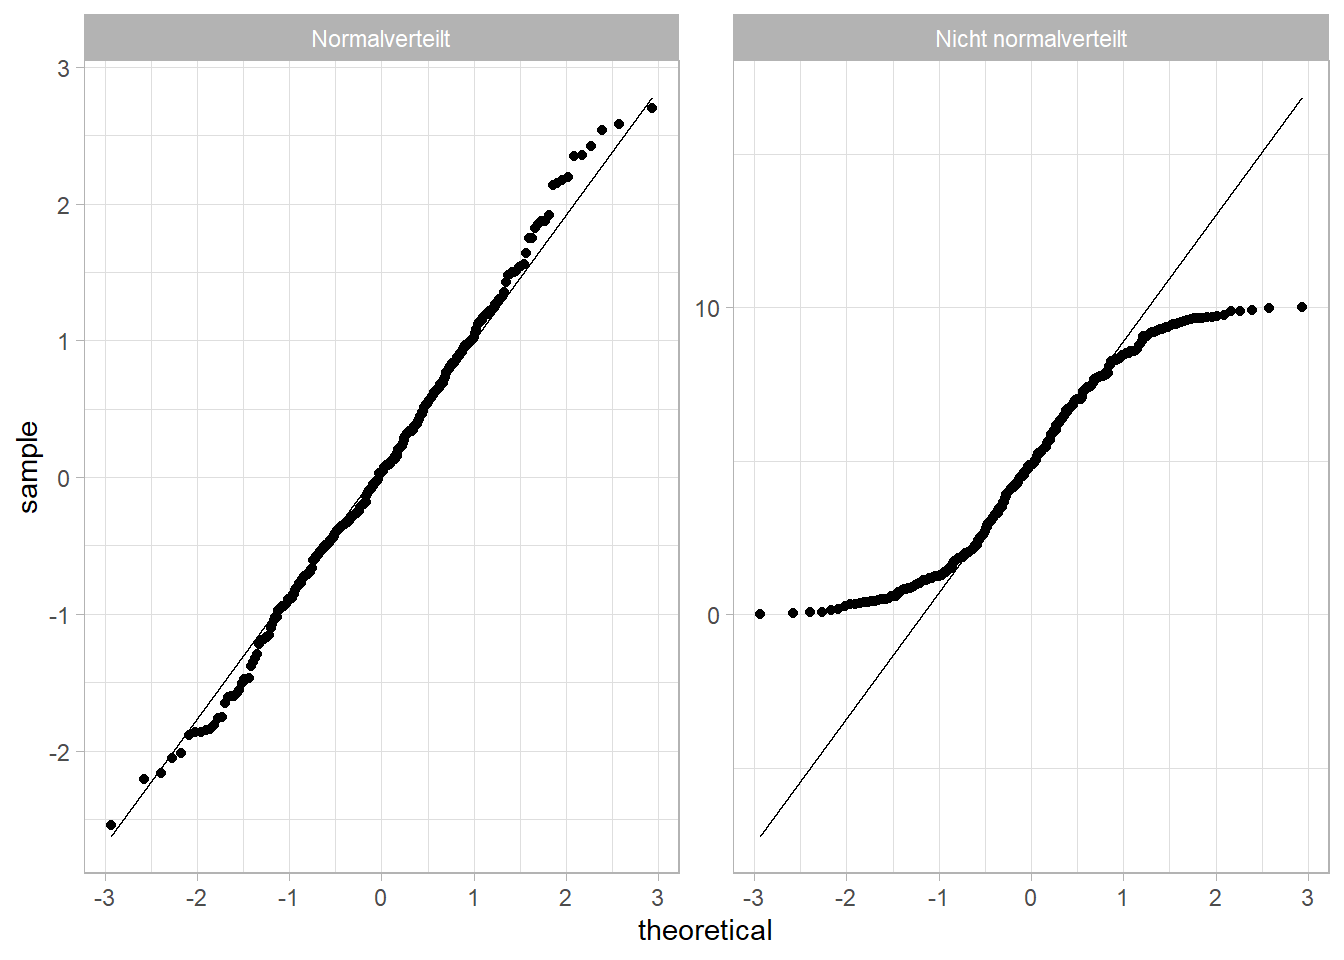 Normalverteilt
Nicht normalverteilt
3
2
1
0
-1
-2
10
0
sample
-3 -2 -1 0 1 2 3
-3 -2 -1 0 1 2 3
theoretical